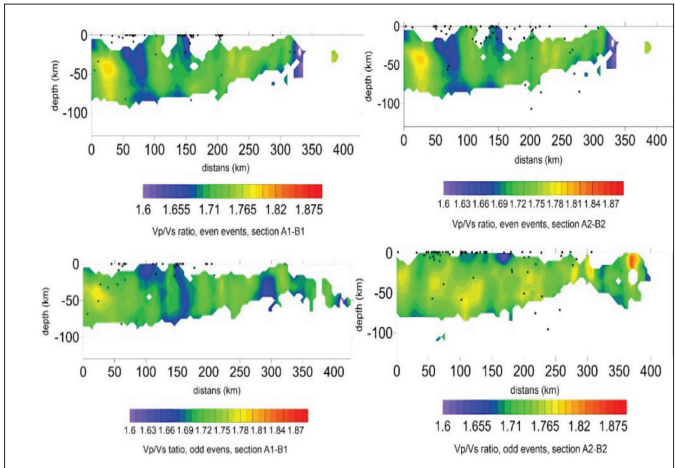 0
-50
-100
depth (km)
0 50 100 150 200 250 300 350 400
distans (km)
1.6 1.655 1.71 1.765 1.82 1.875
Vp/Vs ratio, even events, section A1-B1
0
-50
-100
depth (km)
0 50 100 150 200 250 300 350
distans (km)
1.6 1.63 1.66 1.69 1.72 1.75 1.78 1.81 1.84 1.87
Vp/Vs ratio, even events, section A2-B2
0
-50
-100
depth (km)
0 50 100 150 200 250 300 350 400
distans (km)
1.6 1.63 1.66 1.69 1.72 1.75 1.78 1.81 1.84 1.87
Vp/Vs tatio, odd evens, section A1-B1
0
-50
-100
depth (km)
0 50 100 150 200 250 300 350 400
distans (km)
1.6 1.655 1.71 1.765 1.82 1.875
Vp/Vs ratio, odd events, section A2-B2